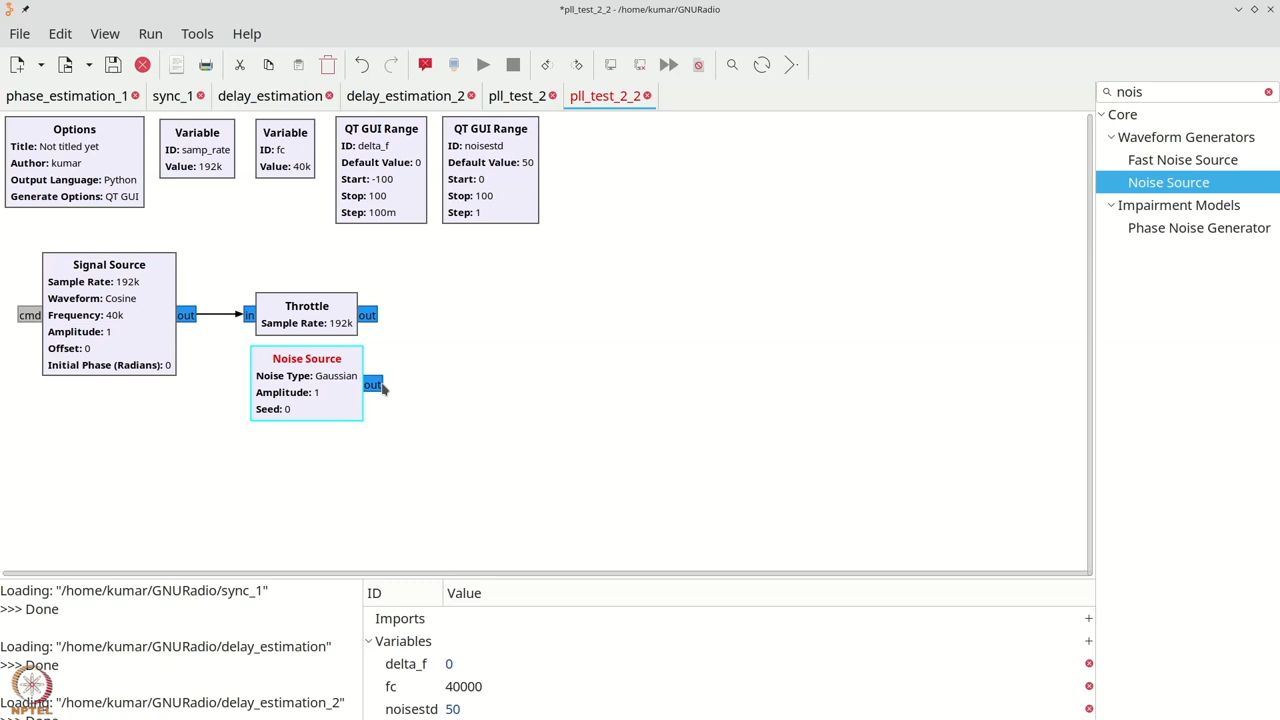 *pll_test_2_2 - /home/kumar/GNURadio
File Edit View Run Tools Help
phase_estimation_1 sync_1 delay_estimation delay_estimation_2 pll_test_2 pll_test_2_2
nois
Core
Waveform Generators
Fast Noise Source
Noise Source
Impairment Models
Phase Noise Generator
Options
Title: Not titled yet
Author: kumar
Output Language: Python
Generate Options: QT GUI
Variable
ID: samp_rate
Value: 192k
Variable
ID: fc
Value: 40k
QT GUI Range
ID: delta_f
Default Value: 0
Start: -100
Stop: 100
Step: 100m
QT GUI Range
ID: noisestd
Default Value: 50
Start: 0
Stop: 100
Step: 1
Signal Source
Sample Rate: 192k
Waveform: Cosine
Frequency: 40k
Amplitude: 1
Offset: 0
Initial Phase (Radians): 0
cmd
out
in
Throttle
Sample Rate: 192k
out
Noise Source
Noise Type: Gaussian
Amplitude: 1
Seed: 0
out
Loading: "/home/kumar/GNURadio/sync_1"
>>> Done
Loading: "/home/kumar/GNURadio/delay_estimation"
>>> Done
Loading: "/home/kumar/GNURadio/delay_estimation_2"
ID Value
Imports
Variables
delta_f 0
fc 40000
noisestd 50
NPTEL